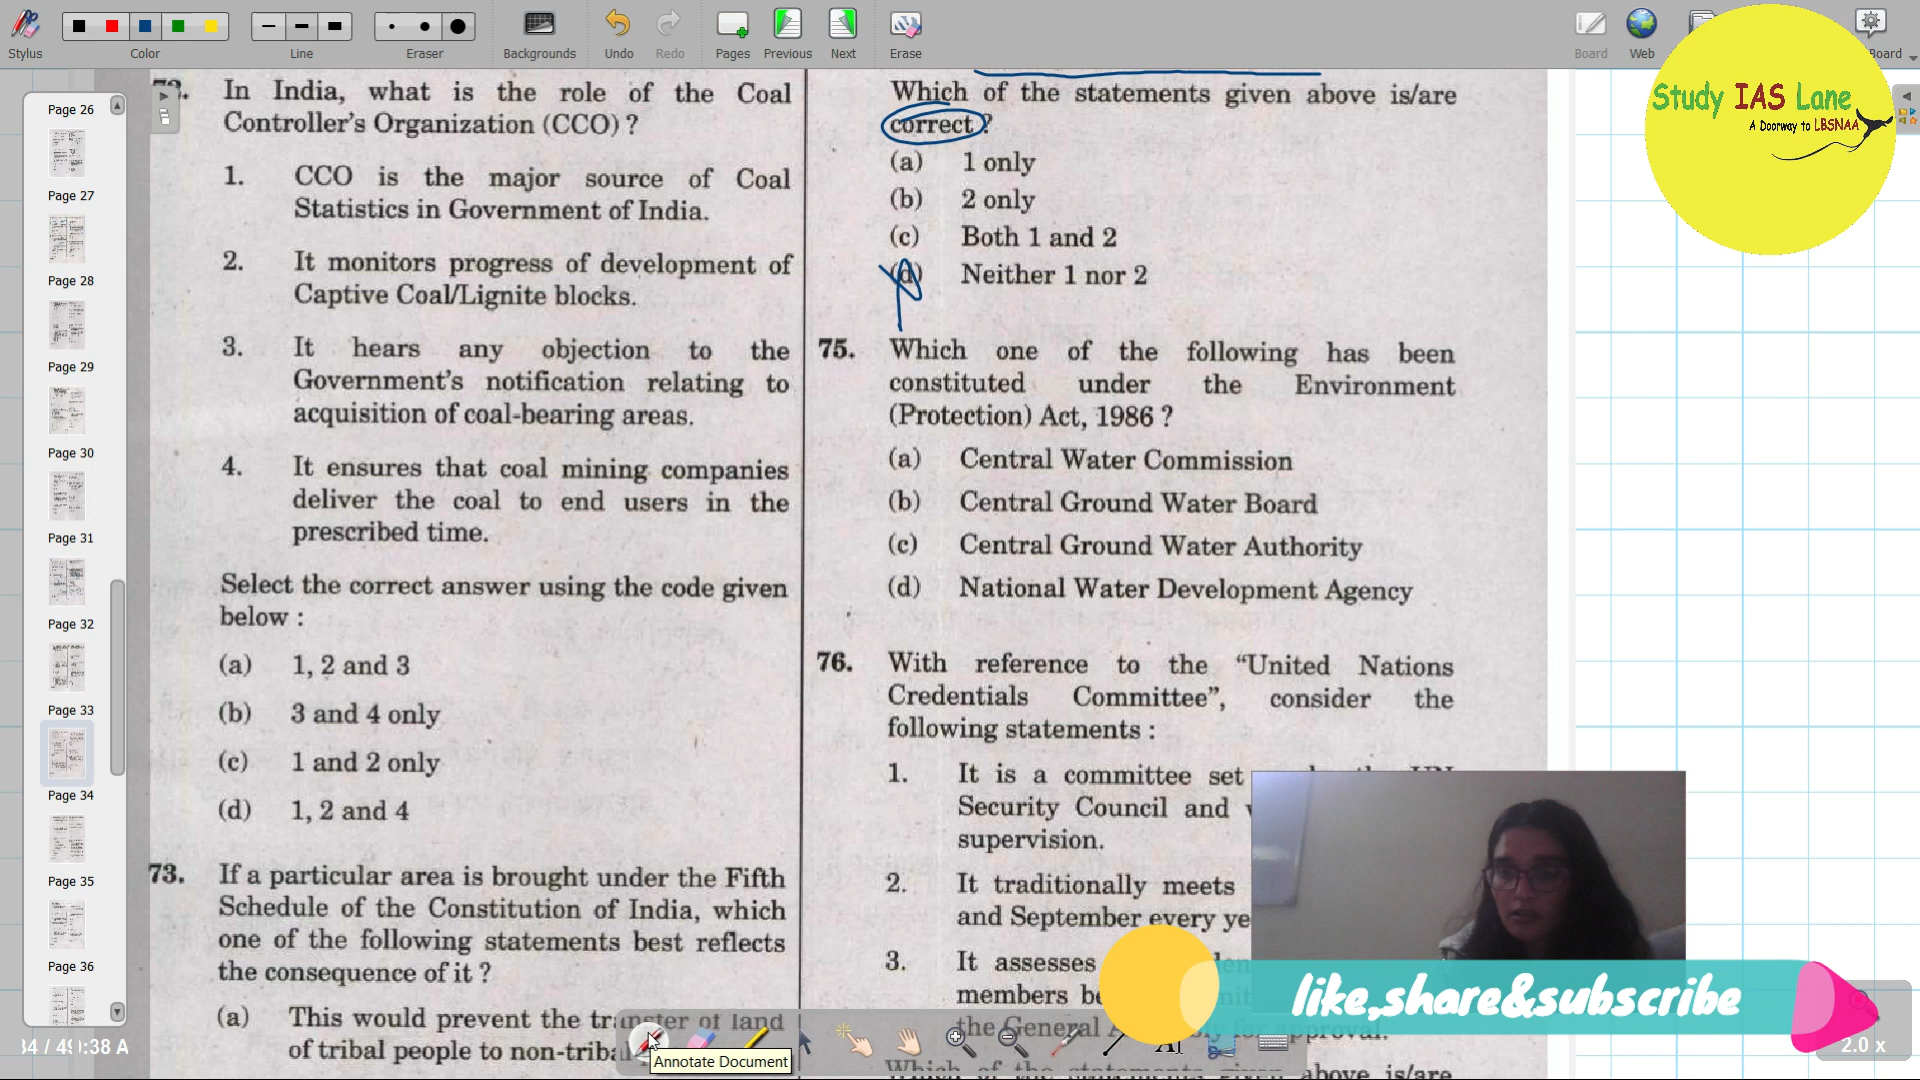 Stylus
Color
Line
Eraser
Backgrounds
Undo
Redo
Pages
Previous
Next
Erase
Board
Web
Board
Study IAS Lane
A Doorway to LBSNAA
Page 26
Page 27
Page 28
Page 29
Page 30
Page 31
Page 32
Page 33
Page 34
Page 35
Page 36
In India, what is the role of the Coal
Controller's Organization (CCO) ?
1. CCO is the major source of Coal
Statistics in Government of India.
2. It monitors progress of development of
Captive Coal/Lignite blocks.
3. It hears any objection to the
Government's notification relating to
acquisition of coal-bearing areas.
4. It ensures that coal mining companies
deliver the coal to end users in the
prescribed time.
Select the correct answer using the code given
below :
(a) 1, 2 and 3
(b) 3 and 4 only
(c) 1 and 2 only
(d) 1, 2 and 4
73. If a particular area is brought under the Fifth
Schedule of the Constitution of India, which
one of the following statements best reflects
the consequence of it ?
(a) This would prevent the transfer of land
of tribal people to
Which of the statements given above is/are
correct ?
(a) 1 only
(b) 2 only
(c) Both 1 and 2
(d) Neither 1 nor 2
75. Which one of the following has been
constituted under the Environment
(Protection) Act, 1986 ?
(a) Central Water Commission
(b) Central Ground Water Board
(c) Central Ground Water Authority
(d) National Water Development Agency
76. With reference to the “United Nations
Credentials Committee”, consider the
following statements :
1. It is a committee set
Security Council and
supervision.
2. It traditionally meets
and September every
3. It assesses
members
the General
for approval.
Which of the statements given above is/are
like,share&subscribe
Annotate Document
2.0 x